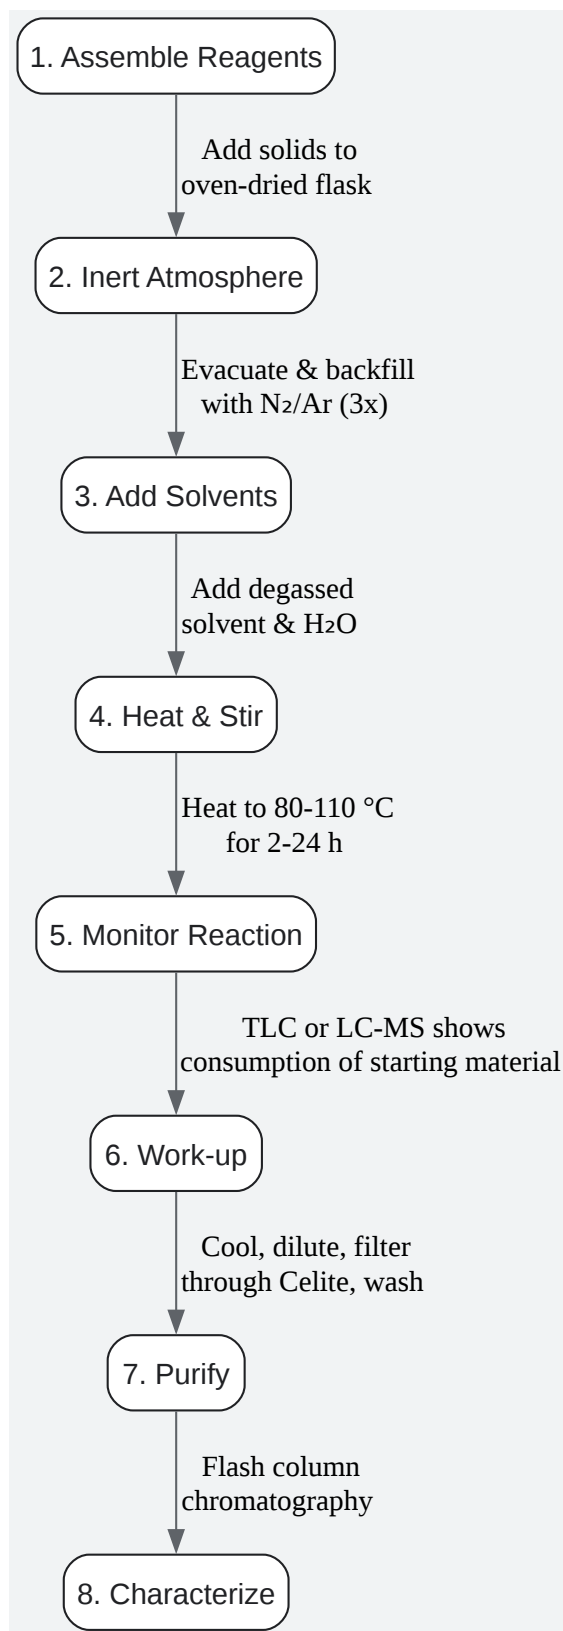 1. Assemble Reagents
Add solids to
oven-dried flask
2. Inert Atmosphere
Evacuate & backfill
with N₂/Ar (3x)
3. Add Solvents
Add degassed
solvent & H₂O
4. Heat & Stir
Heat to 80-110 °C
for 2-24 h
5. Monitor Reaction
TLC or LC-MS shows
consumption of starting material
6. Work-up
Cool, dilute, filter
through Celite, wash
7. Purify
Flash column
chromatography
8. Characterize